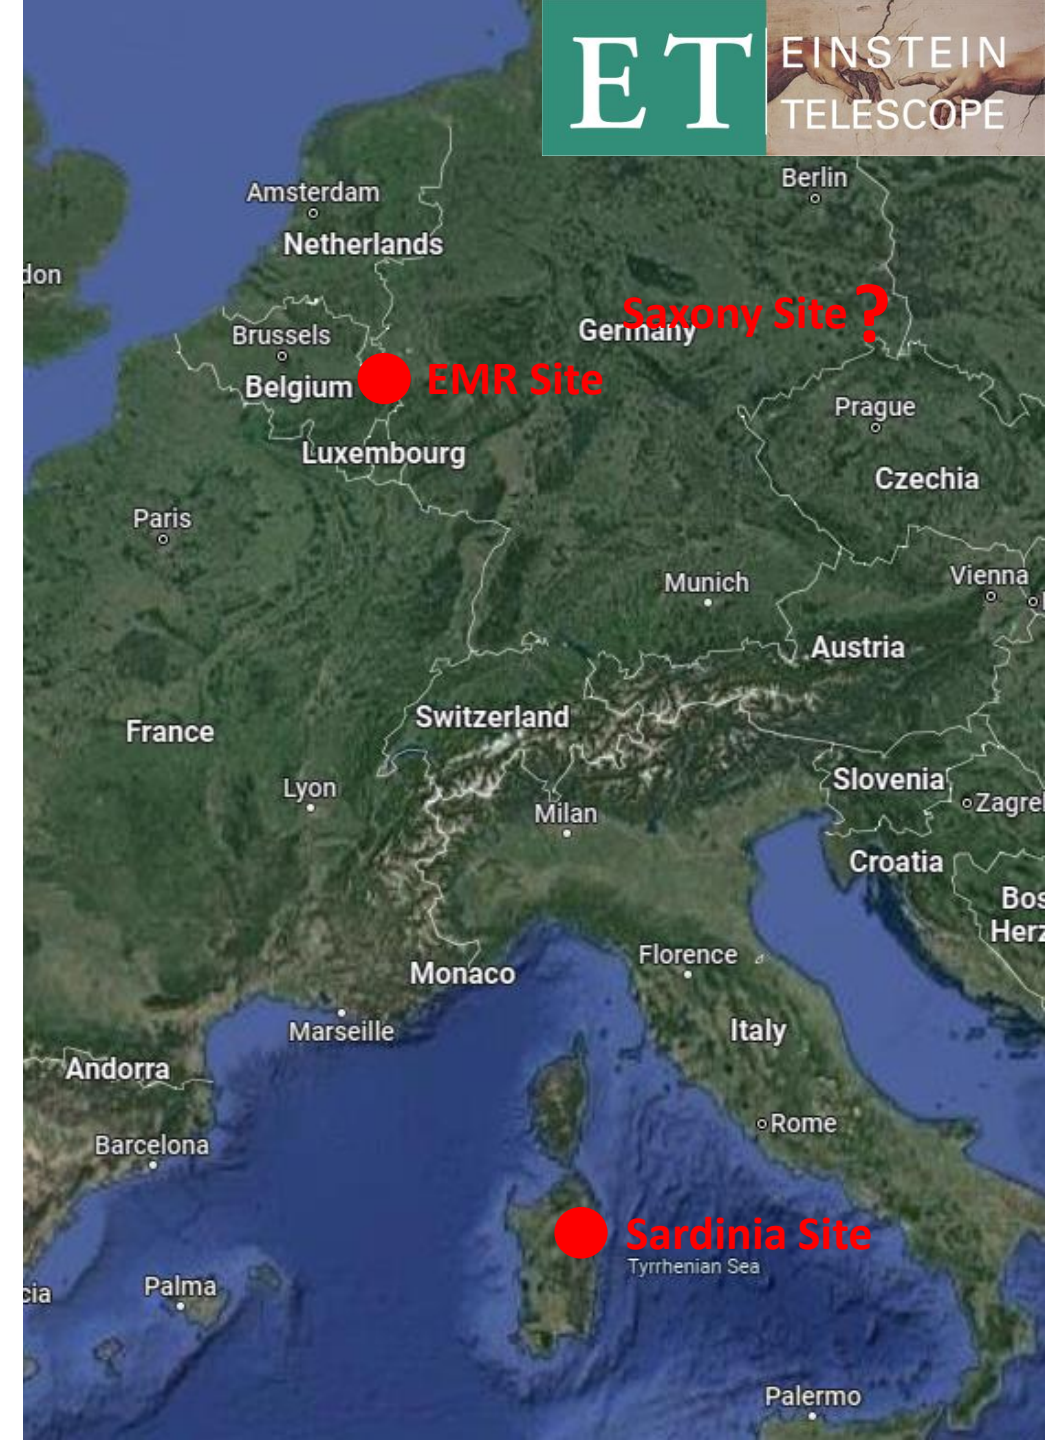 ET
EINSTEIN
TELESCOPE
Berlin
Amsterdam
Netherlands
don
Saxony Site ?
Germany
Brussels
Belgium
EMR Site
Prague
Luxembourg
Czechia
Paris
Munich
Vienna
Austria
Switzerland
France
Slovenia
Lyon
Zagre
Milan
Croatia
Bos
Herz
Florence
Monaco
Marseille
Italy
Andorra
Rome
Barcelona
Sardinia Site
Tyrrhenian Sea
Palma
cia
Palermo